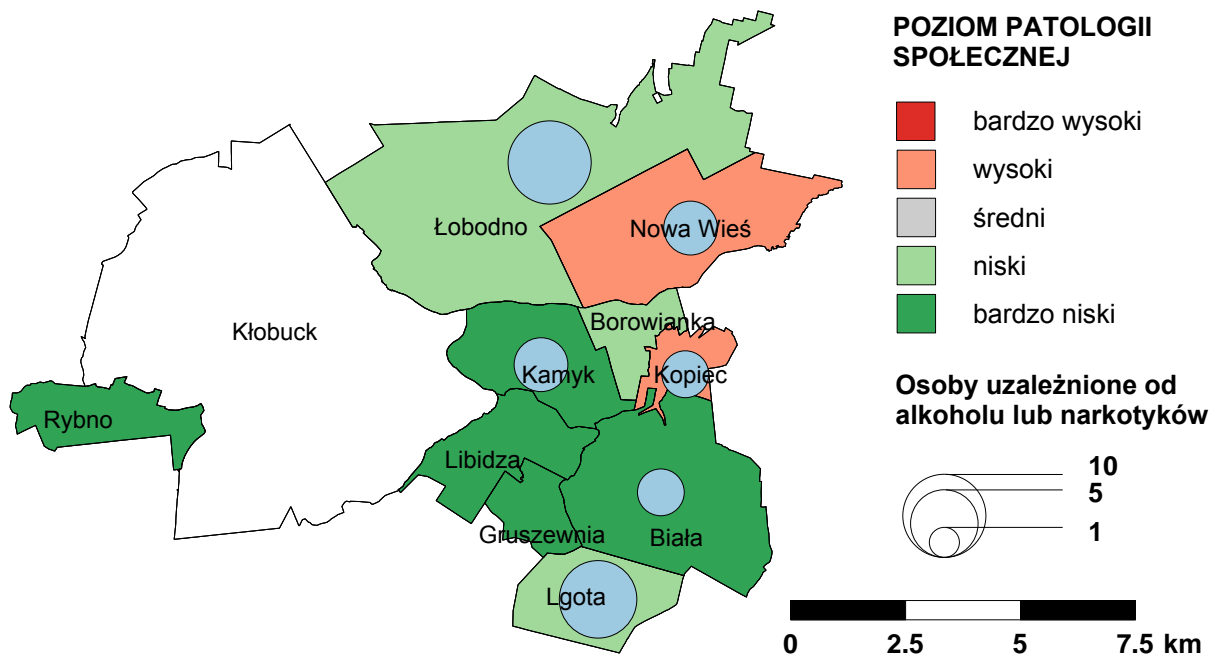 POZIOM PATOLOGII
SPOŁECZNEJ
bardzo wysoki
wysoki
średni
niski
bardzo niski
Łobodno
Nowa Wieś
Borowianka
Kłobuck
Kamyk
Kopiec
Rybno
Libidza
Gruszewnia
Biała
Lgota
Osoby uzależnione od
alkoholu lub narkotyków
10
5
1
0 2.5 5 7.5 km